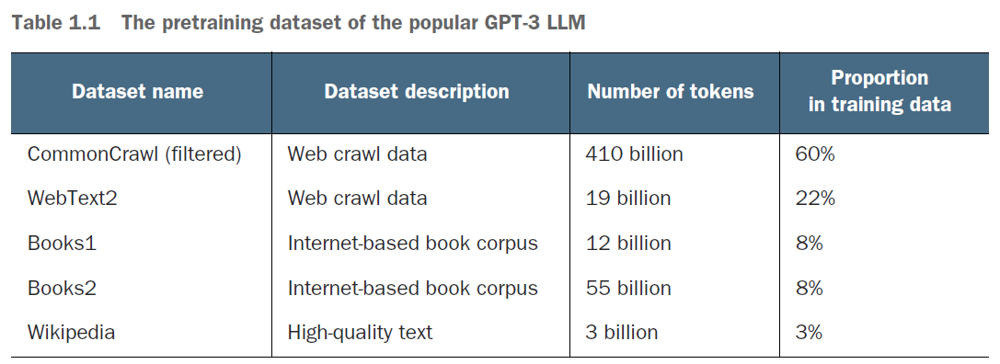 Table 1.1 The pretraining dataset of the popular GPT-3 LLM
Dataset name Dataset description Number of tokens Proportion in training data
CommonCrawl (filtered) Web crawl data 410 billion 60%
WebText2 Web crawl data 19 billion 22%
Books1 Internet-based book corpus 12 billion 8%
Books2 Internet-based book corpus 55 billion 8%
Wikipedia High-quality text 3 billion 3%